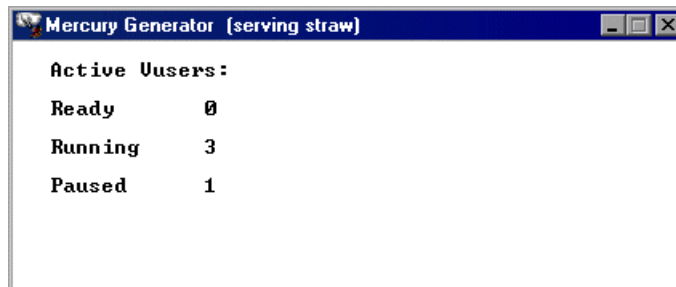 Mercury Generator (serving straw)
Active Vusers:
Ready 0
Running 3
Paused 1